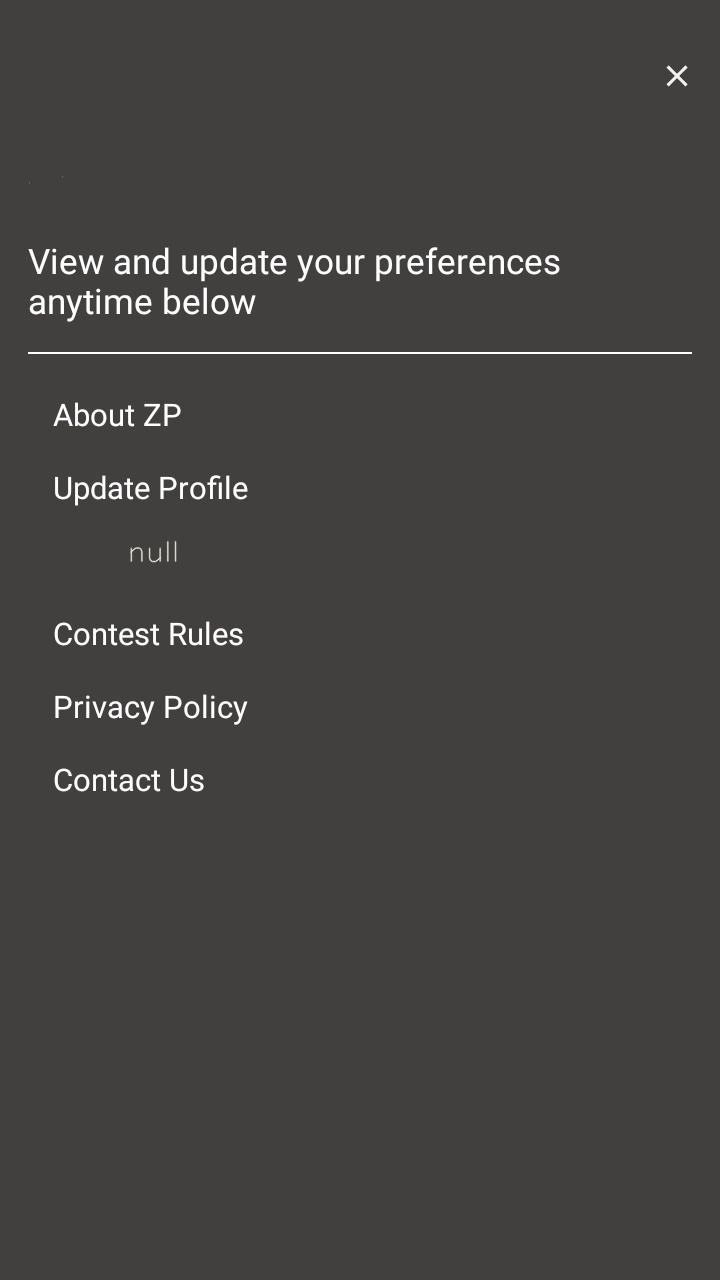 View and update your preferences
anytime below
About ZP
Update Profile
null
Contest Rules
Privacy Policy
Contact Us